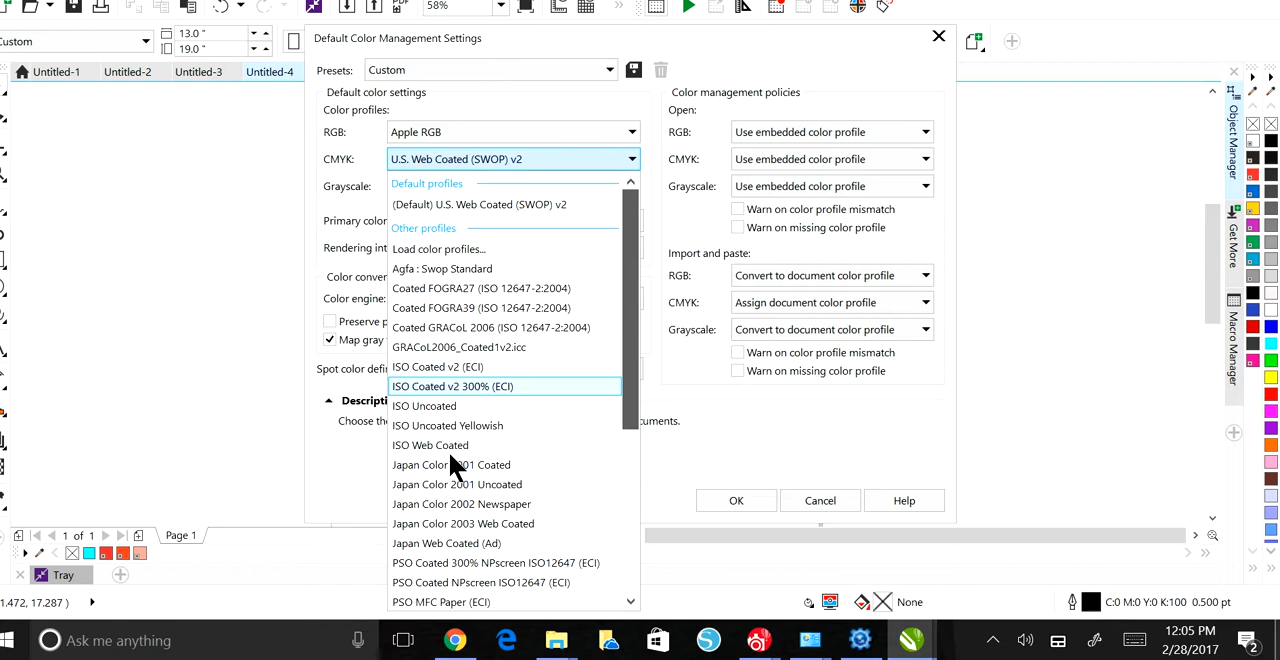 58%
PDF
Custom
13.0 "
19.0 "
Untitled-1
Untitled-2
Untitled-3
Untitled-4
Default Color Management Settings
Presets:
Custom
Default color settings
Color profiles:
RGB:
Apple RGB
CMYK:
U.S. Web Coated (SWOP) v2
Grayscale:
Primary color
Rendering int
Color conver
Color engine:
Preserve p
Map gray
Spot color defi
Descripti
Choose the
uments.
Default profiles
(Default) U.S. Web Coated (SWOP) v2
Other profiles
Load color profiles...
Agfa : Swop Standard
Coated FOGRA27 (ISO 12647-2:2004)
Coated FOGRA39 (ISO 12647-2:2004)
Coated GRACoL 2006 (ISO 12647-2:2004)
GRACoL2006_Coated1v2.icc
ISO Coated v2 (ECI)
ISO Coated v2 300% (ECI)
ISO Uncoated
ISO Uncoated Yellowish
ISO Web Coated
Japan Color 2001 Coated
Japan Color 2001 Uncoated
Japan Color 2002 Newspaper
Japan Color 2003 Web Coated
Japan Web Coated (Ad)
PSO Coated 300% NPscreen ISO12647 (ECI)
PSO Coated NPscreen ISO12647 (ECI)
PSO MFC Paper (ECI)
Color management policies
Open:
RGB:
Use embedded color profile
CMYK:
Use embedded color profile
Grayscale:
Use embedded color profile
Warn on color profile mismatch
Warn on missing color profile
Import and paste:
RGB:
Convert to document color profile
CMYK:
Assign document color profile
Grayscale:
Convert to document color profile
Warn on color profile mismatch
Warn on missing color profile
OK
Cancel
Help
Object Manager
Get More
Macro Manager
1 of 1
Page 1
Tray
1.472, 17.287 )
None
C:0 M:0 Y:0 K:100 0.500 pt
Ask me anything
12:05 PM
2/28/2017
2